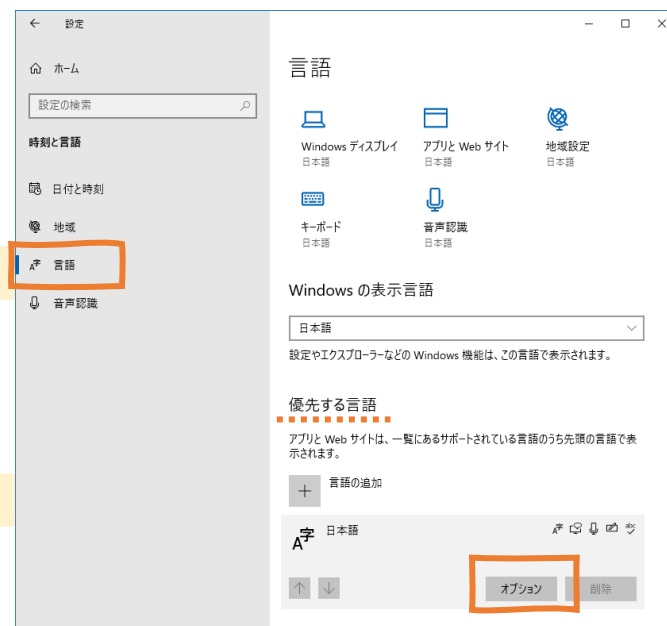 設定
ホーム
設定の検索
時刻と言語
日付と時刻
地域
言語
音声認識
言語
Windows ディスプレイ
日本語
アプリと Web サイト
日本語
地域設定
日本語
キーボード
日本語
音声認識
日本語
Windows の表示言語
日本語
設定やエクスプローラーなどの Windows 機能は、この言語で表示されます。
優先する言語
アプリと Web サイトは、一覧にあるサポートされている言語のうち先頭の言語で表
示されます。
言語の追加
日本語
オプション
削除